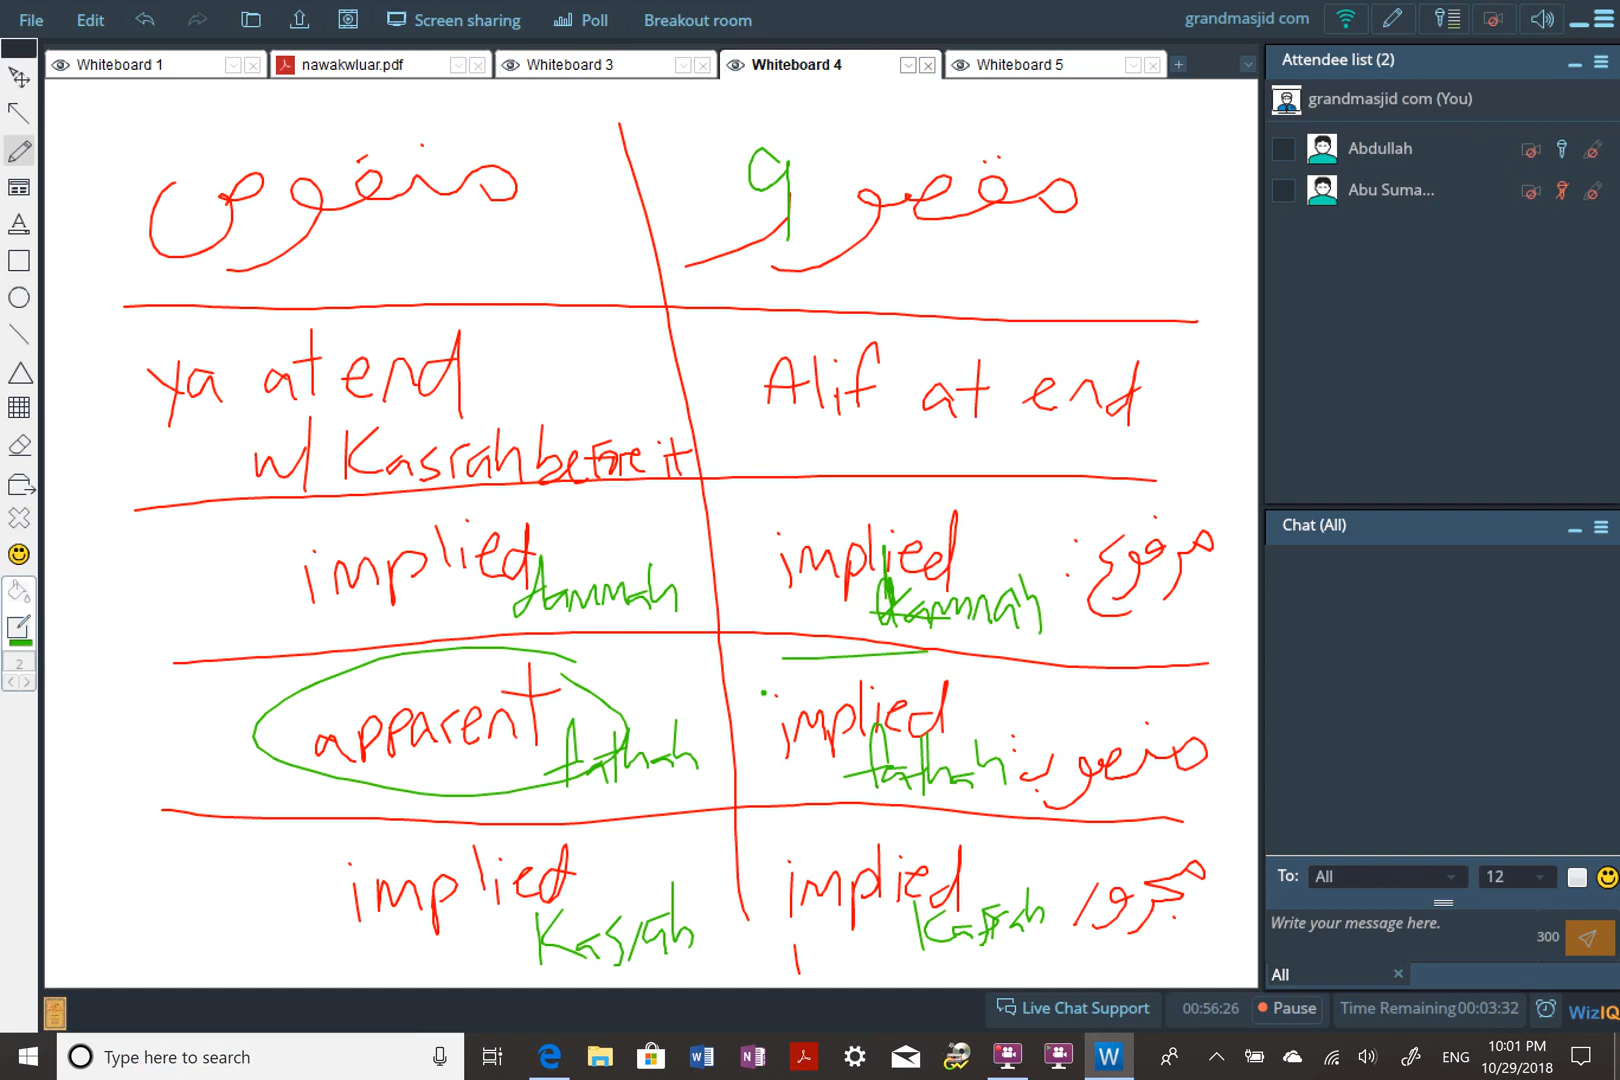 File Edit Screen sharing Poll Breakout room grandmasjid com
Whiteboard 1 nawakwluar.pdf Whiteboard 3 Whiteboard 4 Whiteboard 5
Attendee list (2)
grandmasjid com (You)
Abdullah
Abu Suma...
منقوص مقصور
9
ya at end Alif at end
w/ Kasrah before it
implied dammah implied dammah مرفوع:
apparent fathah implied fathah منصوب:
implied Kasrah implied Kasrah مجرور
2
Chat (All)
To: All 12
Write your message here.
300
All
Live Chat Support 00:56:26 Pause Time Remaining 00:03:32 WizIQ
Type here to search
ENG 10:01 PM
10/29/2018